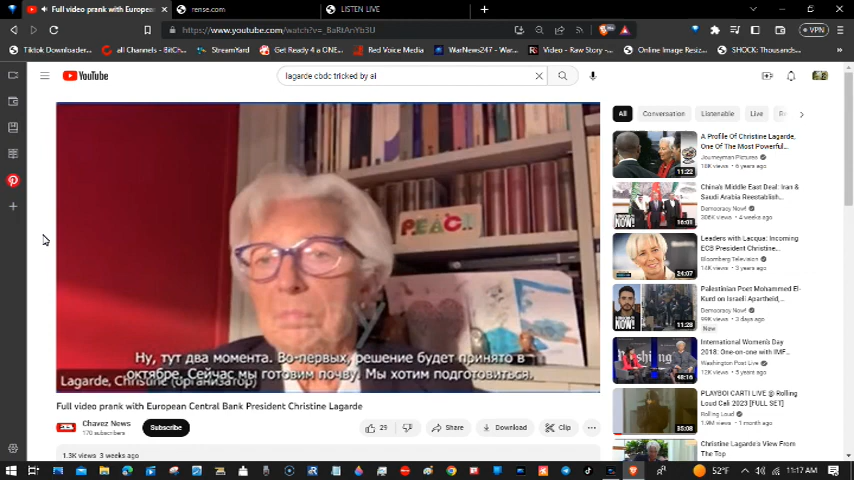 Full video prank with European
rense.com
LISTEN LIVE
https://www.youtube.com/watch?v=_BaRtAnYb3U
VPN
Tiktok Downloader...
all Channels - BitCh...
StreamYard
Get Ready 4 a ONE...
Red Voice Media
WarNews247 - War...
Video - Raw Story -...
Online Image Resiz...
SHOCK: Thousands...
YouTube
lagarde cbdc tricked by ai
PEACE
Ну, тут два момента. Во-первых, решение будет принято в
октябре. Сейчас мы готовим почву. Мы хотим подготовиться.
Lagarde, Christine (организатор)
Full video prank with European Central Bank President Christine Lagarde
Chavez News
170 subscribers
Subscribe
29
Share
Download
Clip
1.3K views 3 weeks ago
All
Conversation
Listenable
Live
A Profile Of Christine Lagarde,
One Of The Most Powerful...
Journeyman Pictures
18K views • 6 years ago
11:22
China's Middle East Deal: Iran &
Saudi Arabia Reestablish...
Democracy Now!
306K views • 4 weeks ago
16:01
Leaders with Lacqua: Incoming
ECB President Christine...
Bloomberg Television
14K views • 3 years ago
24:07
Palestinian Poet Mohammed El-
Kurd on Israeli Apartheid,...
Democracy Now!
99K views • 3 days ago
New
11:28
International Women's Day
2018: One-on-one with IMF...
Washington Post Live
12K views • 5 years ago
48:16
PLAYBOI CARTI LIVE @ Rolling
Loud Cali 2023 [FULL SET]
Rolling Loud
1.9M views • 1 month ago
35:08
Christine Lagarde's View From
The Top
52°F
11:17 AM